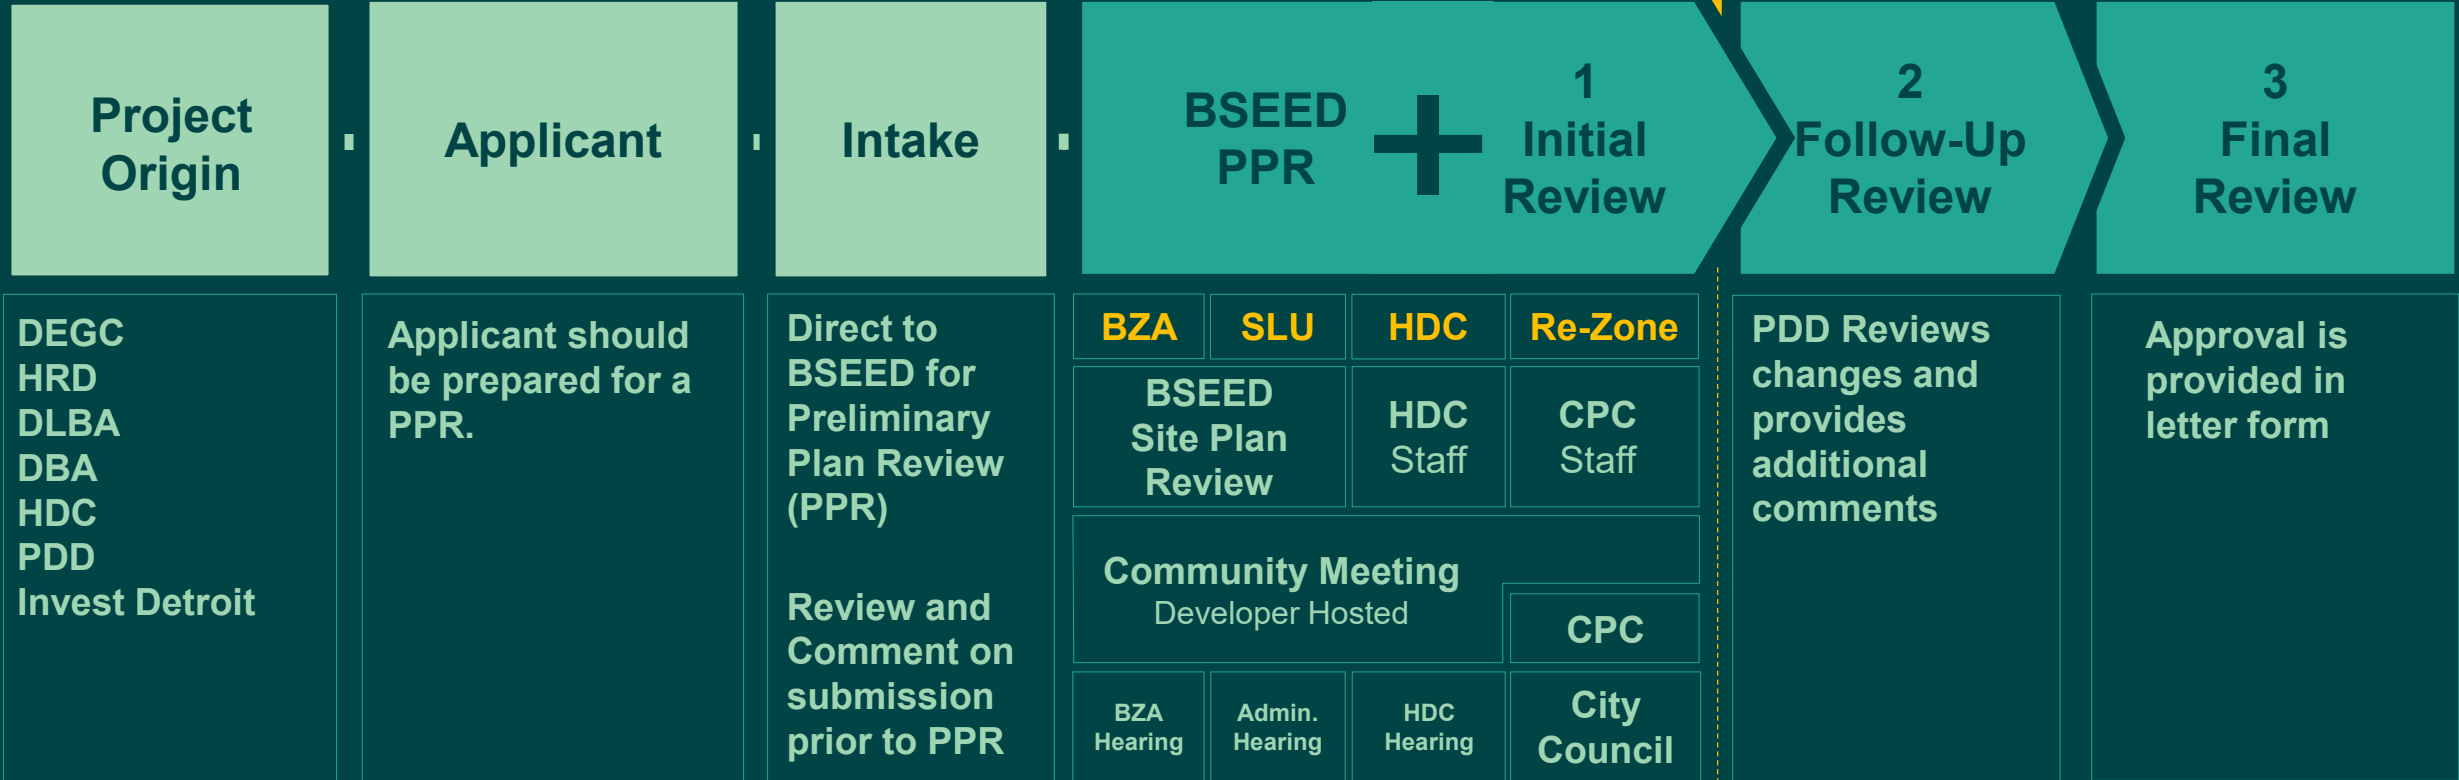 Project
Origin
Applicant
Intake
BSEED
PPR
+
1
Initial
Review
2
Follow-Up
Review
3
Final
Review
DEGC
HRD
DLBA
DBA
HDC
PDD
Invest Detroit
Applicant should
be prepared for a
PPR.
Direct to
BSEED for
Preliminary
Plan Review
(PPR)
Review and
Comment on
submission
prior to PPR
BZA
SLU
HDC
Re-Zone
BSEED
Site Plan
Review
HDC
Staff
CPC
Staff
Community Meeting
Developer Hosted
CPC
BZA
Hearing
Admin.
Hearing
HDC
Hearing
City
Council
PDD Reviews
changes and
provides
additional
comments
Approval is
provided in
letter form